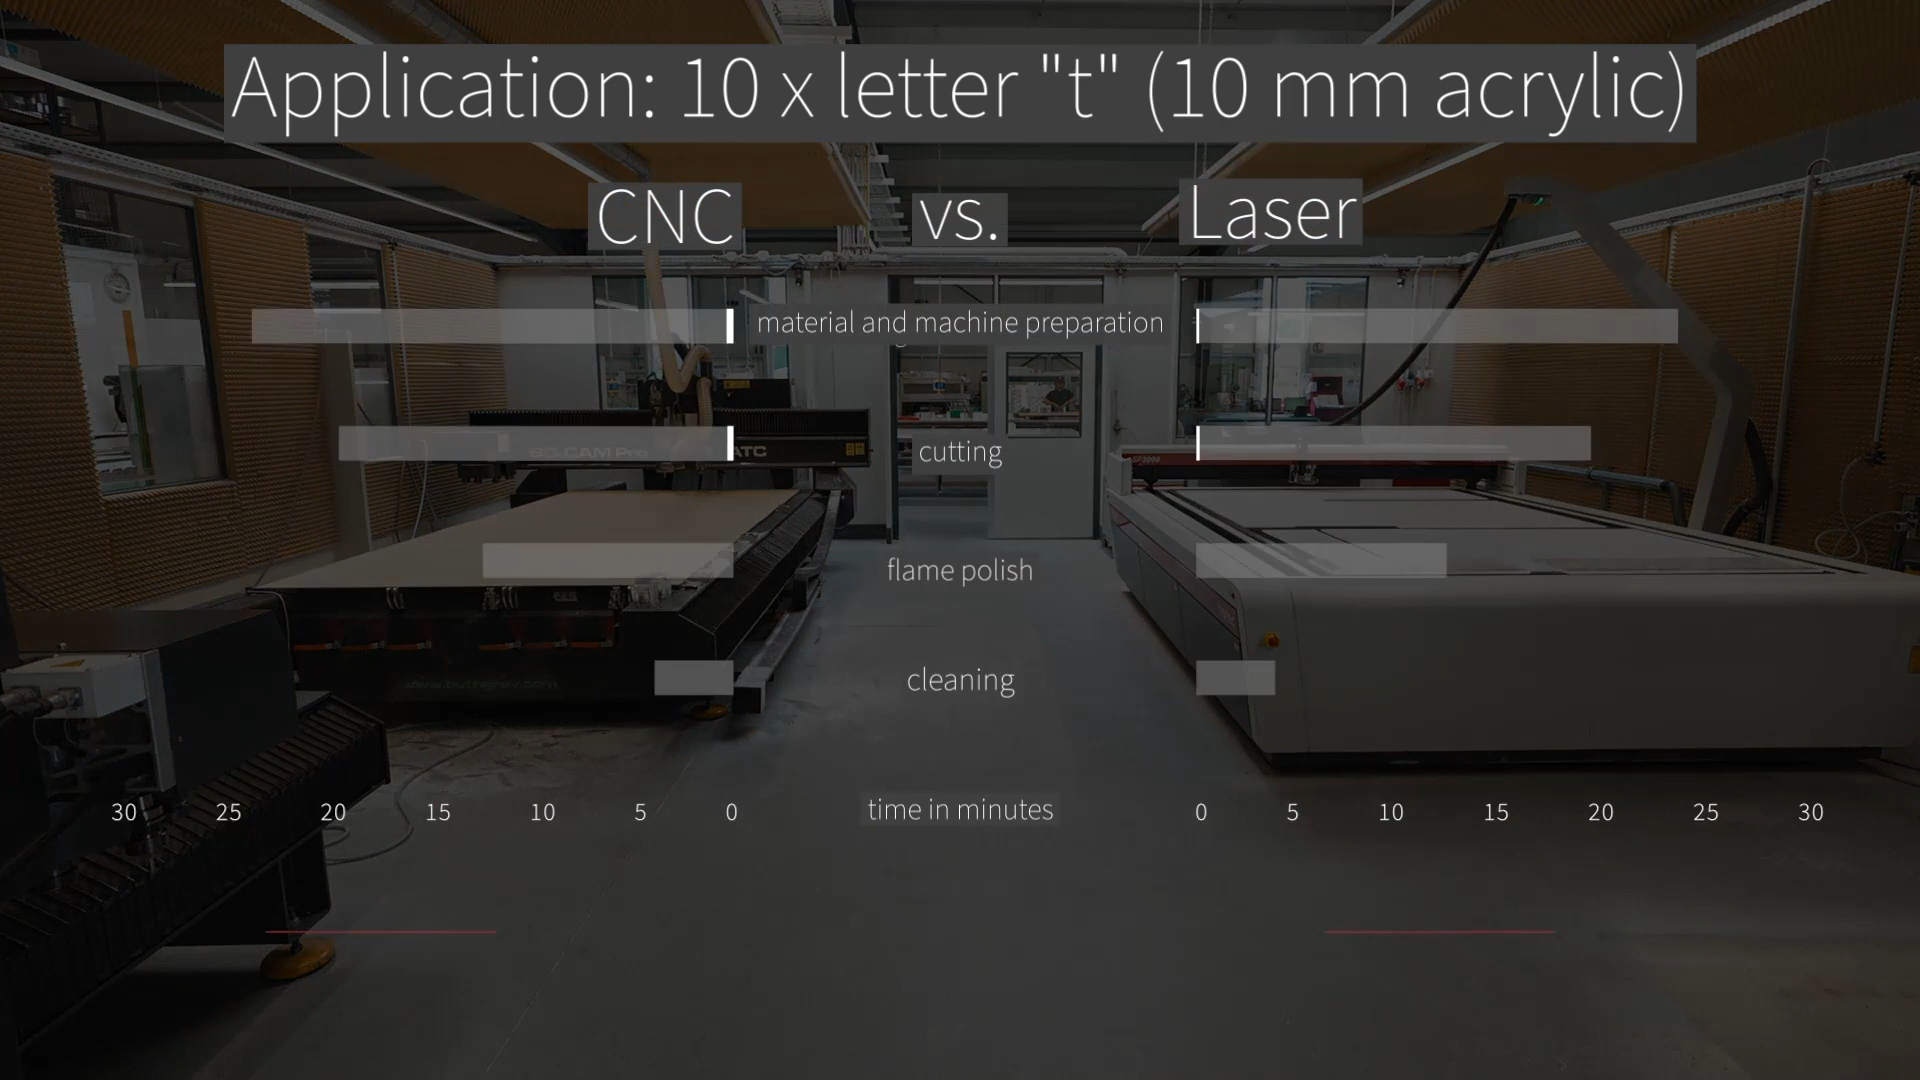 Application: 10 x letter "t" (10 mm acrylic)
CNC vs. Laser
material and machine preparation
cutting
flame polish
cleaning
30 25 20 15 10 5 0 time in minutes 0 5 10 15 20 25 30
ATC